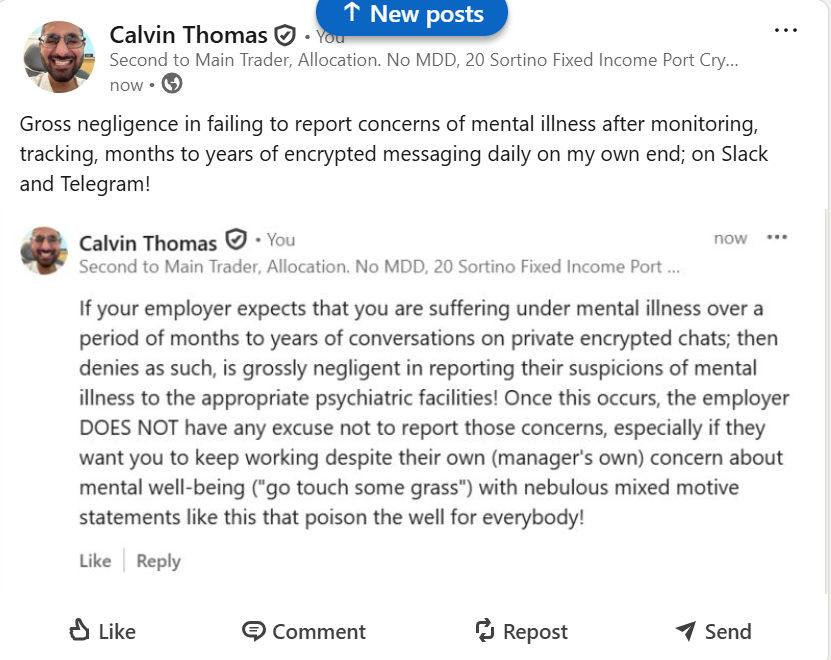 ↑ New posts
Calvin Thomas • You
Second to Main Trader, Allocation. No MDD, 20 Sortino Fixed Income Port Cry...
now •
Gross negligence in failing to report concerns of mental illness after monitoring,
tracking, months to years of encrypted messaging daily on my own end; on Slack
and Telegram!
Calvin Thomas • You
now
Second to Main Trader, Allocation. No MDD, 20 Sortino Fixed Income Port ...
If your employer expects that you are suffering under mental illness over a
period of months to years of conversations on private encrypted chats; then
denies as such, is grossly negligent in reporting their suspicions of mental
illness to the appropriate psychiatric facilities! Once this occurs, the employer
DOES NOT have any excuse not to report those concerns, especially if they
want you to keep working despite their own (manager's own) concern about
mental well-being ("go touch some grass") with nebulous mixed motive
statements like this that poison the well for everybody!
Like | Reply
Like
Comment
Repost
Send